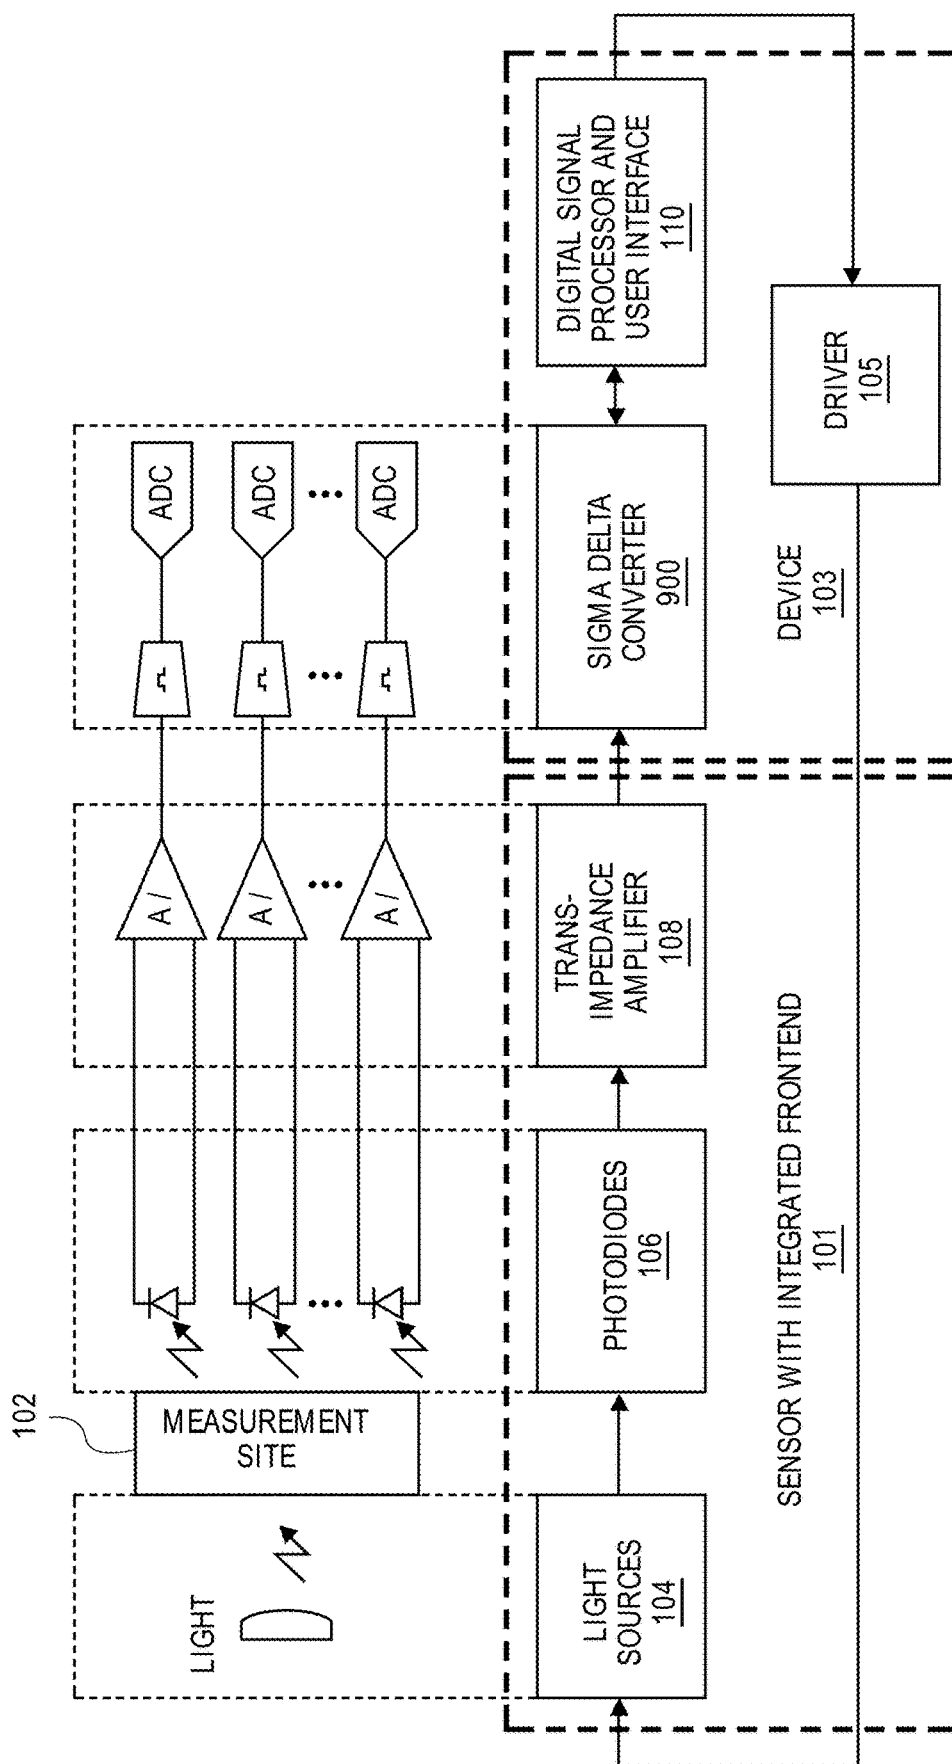 102
LIGHT
MEASUREMENT
SITE
A /
A /
A /
ADC
ADC
ADC
LIGHT
SOURCES
104
PHOTODIODES
106
TRANS-
IMPEDANCE
AMPLIFIER
108
SIGMA DELTA
CONVERTER
900
DIGITAL SIGNAL
PROCESSOR AND
USER INTERFACE
110
SENSOR WITH INTEGRATED FRONTEND
101
DEVICE
103
DRIVER
105